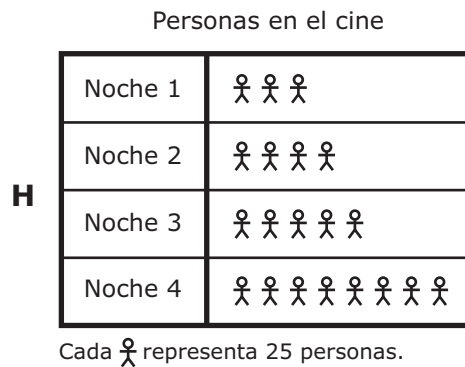 Personas en el cine
Noche 1
Noche 2
H
Noche 3
Noche 4
Cada representa 25 personas.